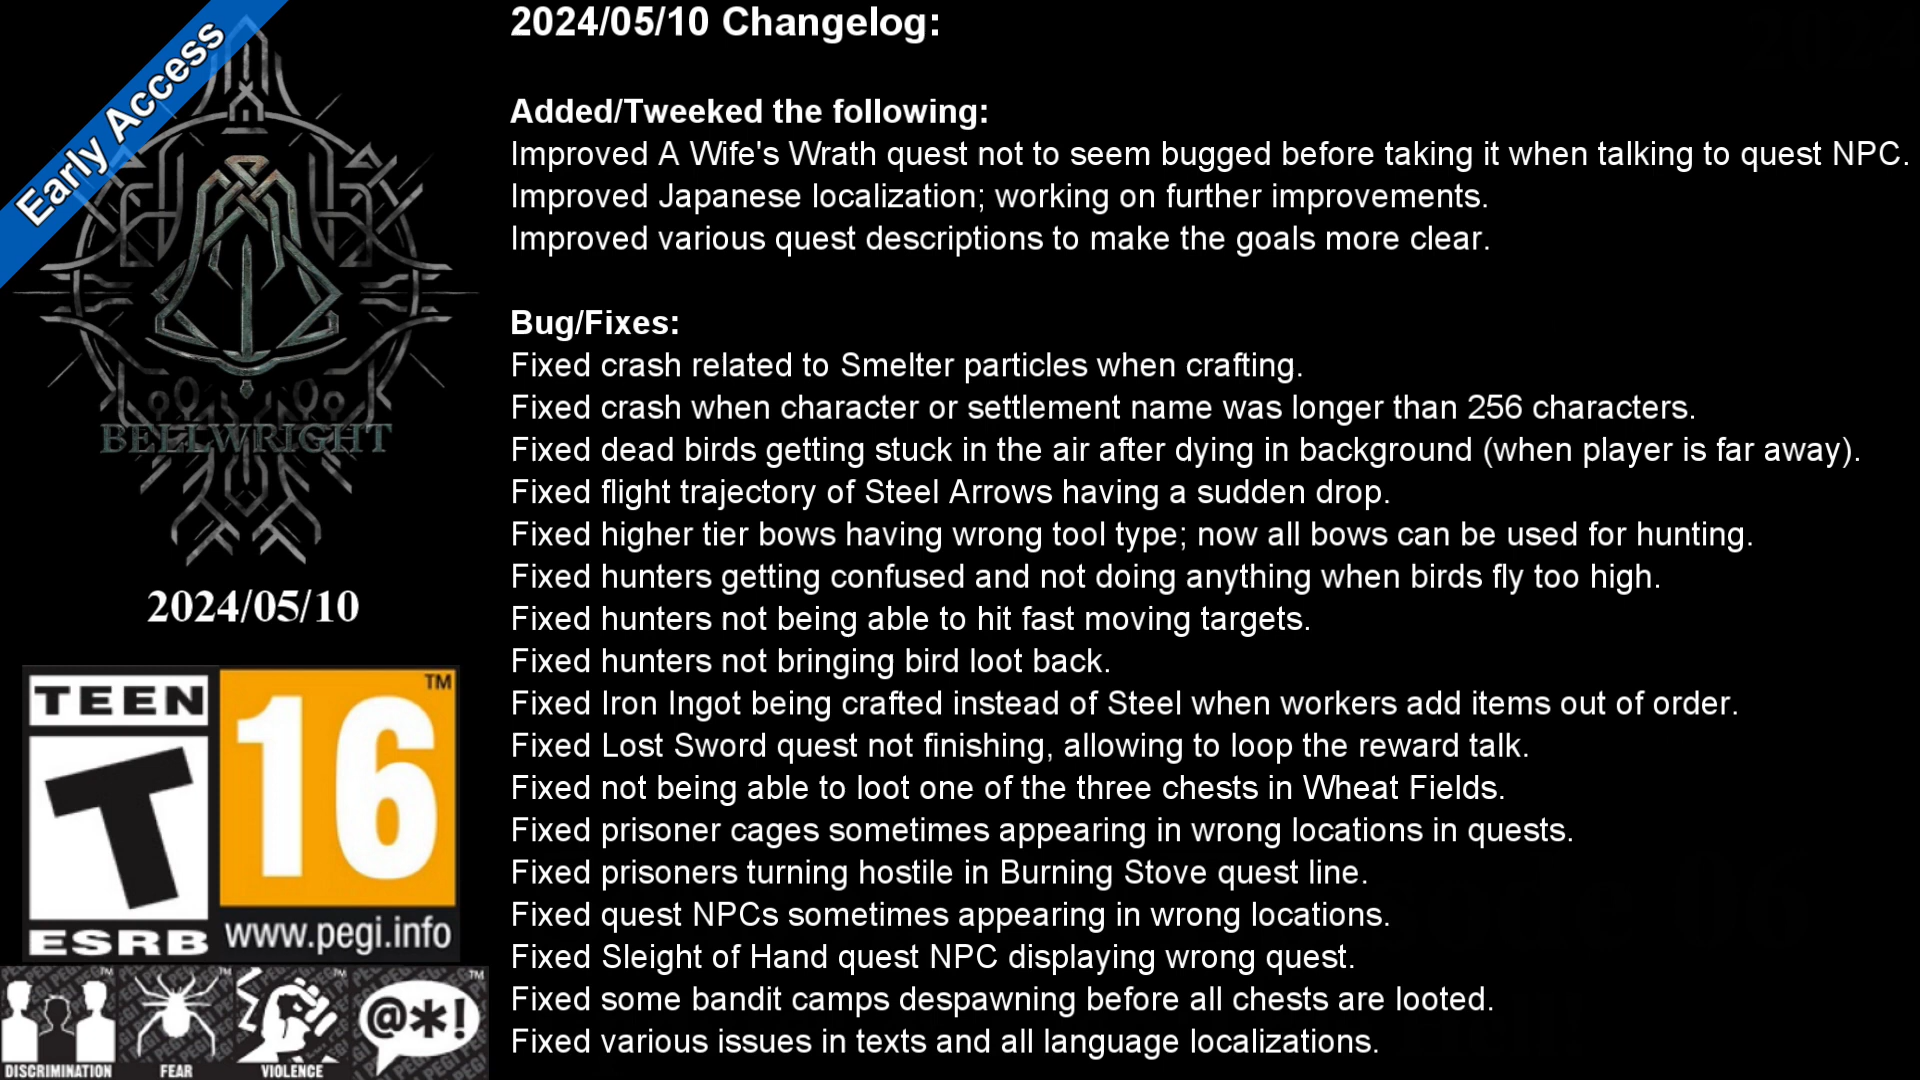 Early Access
BELLWRIGHT
2024/05/10
TEEN
T
ESRB
16
TM
www.pegi.info
DISCRIMINATION
TM
FEAR
TM
VIOLENCE
TM
@*!
TM
2024/05/10 Changelog:
Added/Tweeked the following:
Improved A Wife's Wrath quest not to seem bugged before taking it when talking to quest NPC.
Improved Japanese localization; working on further improvements.
Improved various quest descriptions to make the goals more clear.
Bug/Fixes:
Fixed crash related to Smelter particles when crafting.
Fixed crash when character or settlement name was longer than 256 characters.
Fixed dead birds getting stuck in the air after dying in background (when player is far away).
Fixed flight trajectory of Steel Arrows having a sudden drop.
Fixed higher tier bows having wrong tool type; now all bows can be used for hunting.
Fixed hunters getting confused and not doing anything when birds fly too high.
Fixed hunters not being able to hit fast moving targets.
Fixed hunters not bringing bird loot back.
Fixed Iron Ingot being crafted instead of Steel when workers add items out of order.
Fixed Lost Sword quest not finishing, allowing to loop the reward talk.
Fixed not being able to loot one of the three chests in Wheat Fields.
Fixed prisoner cages sometimes appearing in wrong locations in quests.
Fixed prisoners turning hostile in Burning Stove quest line.
Fixed quest NPCs sometimes appearing in wrong locations.
Fixed Sleight of Hand quest NPC displaying wrong quest.
Fixed some bandit camps despawning before all chests are looted.
Fixed various issues in texts and all language localizations.